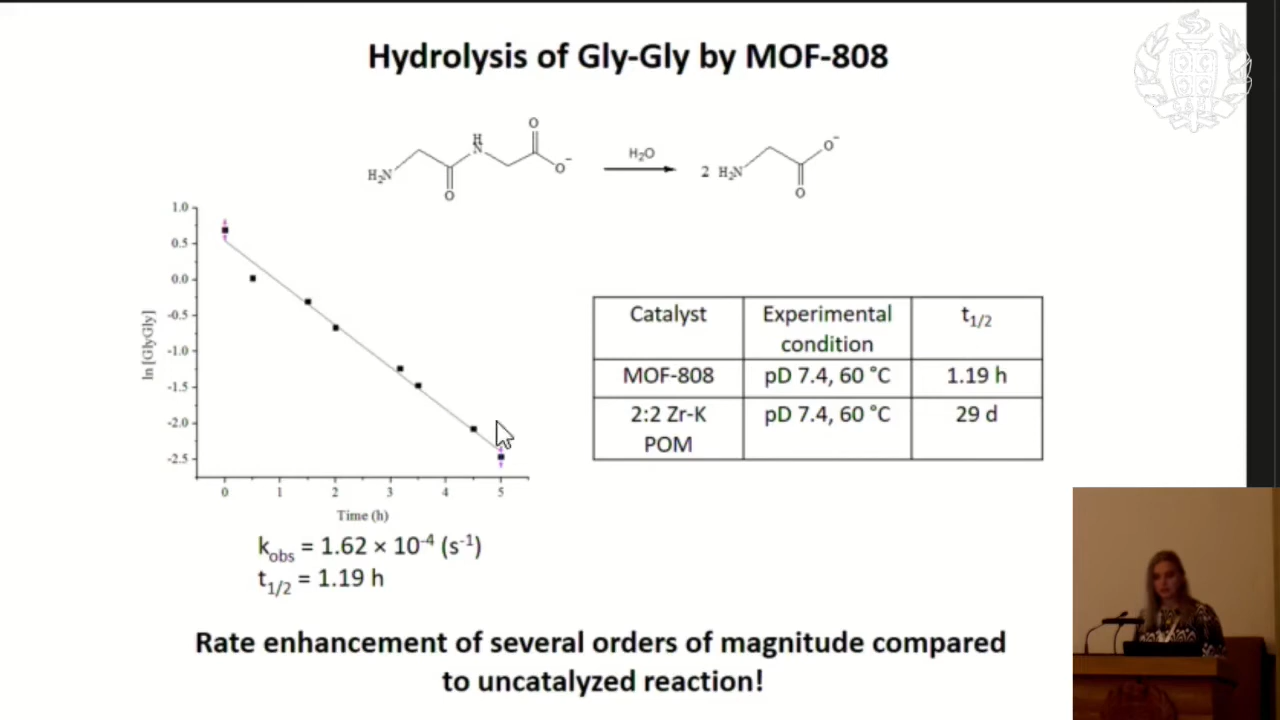 Hydrolysis of Gly-Gly by MOF-808
H₂N
H
N
O
O
O⁻
H₂O
2 H₂N
O
O⁻
ln [GlyGly]
1.0
0.5
0.0
-0.5
-1.0
-1.5
-2.0
-2.5
0 1 2 3 4 5
Time (h)
k_obs = 1.62 × 10⁻⁴ (s⁻¹)
t₁/₂ = 1.19 h
Catalyst Experimental condition t₁/₂
MOF-808 pD 7.4, 60 °C 1.19 h
2:2 Zr-K POM pD 7.4, 60 °C 29 d
Rate enhancement of several orders of magnitude compared
to uncatalyzed reaction!